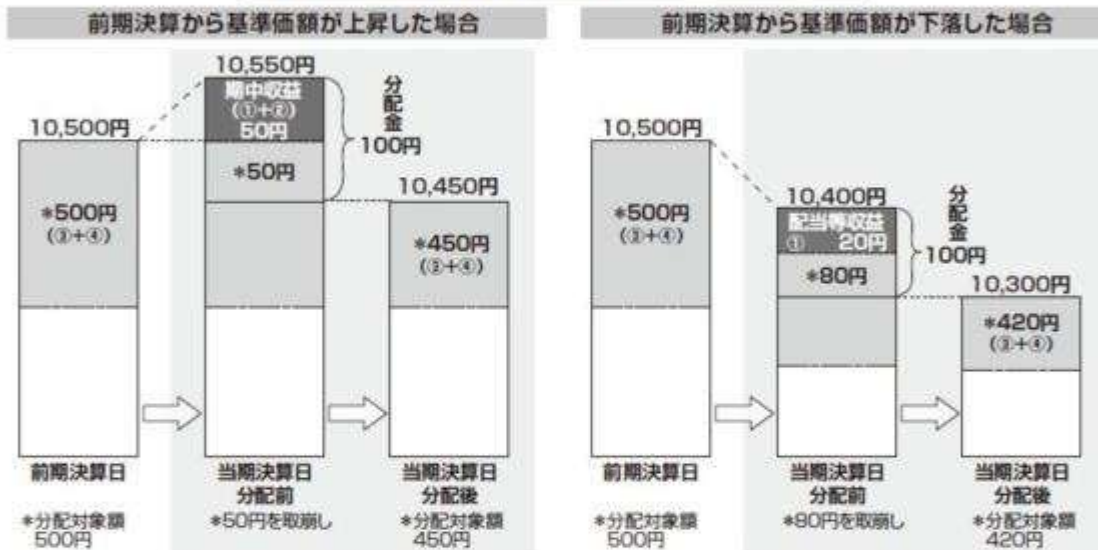 前期決算から基準価額が上昇した場合
10,500円
*500円
(③+④)
10,550円
期中収益
(①+②)
50円
*50円
分配金
100円
10,450円
*450円
(③+④)
前期決算日
当期決算日
分配前
当期決算日
分配後
*分配対象額
500円
*50円を取崩し
*分配対象額
450円
前期決算から基準価額が下落した場合
10,500円
*500円
(③+④)
10,400円
配当等収益
① 20円
*80円
分配金
100円
10,300円
*420円
(③+④)
前期決算日
当期決算日
分配前
当期決算日
分配後
*分配対象額
500円
*80円を取崩し
*分配対象額
420円